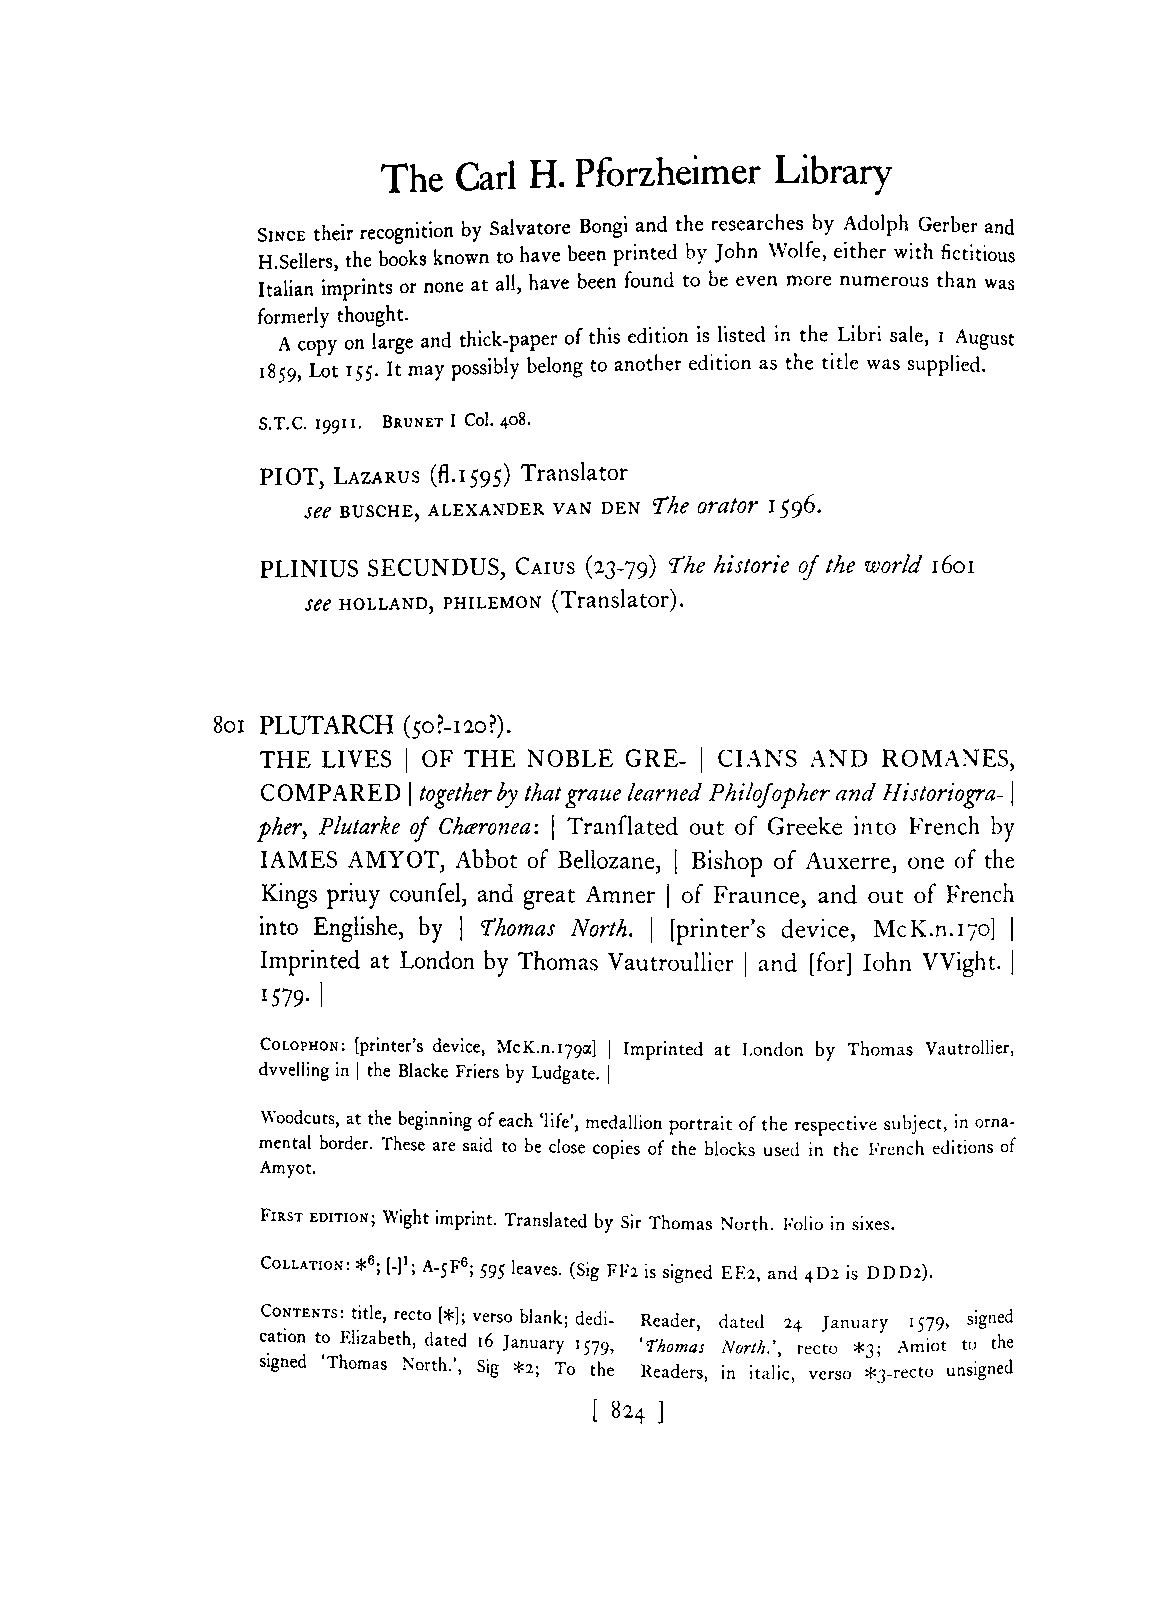 The Carl H. Pforzheimer Library
SINCE their recognition by Salvatore Bongi and the researches by Adolph Gerber and
H.Sellers, the books known to have been printed by John Wolfe, either with fictitious
Italian imprints or none at all, have been found to be even more numerous than was
formerly thought.
A copy on large and thick-paper of this edition is listed in the Libri sale, 1 August
1859, Lot 155. It may possibly belong to another edition as the title was supplied.
S.T.C. 19911. BRUNET I Col. 408.
PIOT, LAZARUS (fl.1595) Translator
see BUSCHE, ALEXANDER VAN DEN The orator 1596.
PLINIUS SECUNDUS, CAIUS (23-79) The historie of the world 1601
see HOLLAND, PHILEMON (Translator).
801 PLUTARCH (50?-120?).
THE LIVES | OF THE NOBLE GRE- | CIANS AND ROMANES,
COMPARED | together by that graue learned Philoſopher and Historiogra- |
pher, Plutarke of Chæronea: | Tranſlated out of Greeke into French by
IAMES AMYOT, Abbot of Bellozane, | Bishop of Auxerre, one of the
Kings priuy counſel, and great Amner | of Fraunce, and out of French
into Englishe, by | Thomas North. | [printer's device, McK.n.170] |
Imprinted at London by Thomas Vautroullier | and [for] Iohn VVight. |
1579. |
COLOPHON: [printer's device, McK.n.179α] | Imprinted at London by Thomas Vautrollier,
dvvelling in | the Blacke Friers by Ludgate. |
Woodcuts, at the beginning of each 'life', medallion portrait of the respective subject, in orna-
mental border. These are said to be close copies of the blocks used in the French editions of
Amyot.
FIRST EDITION; Wight imprint. Translated by Sir Thomas North. Folio in sixes.
COLLATION: *⁶; [-]¹; A-5F⁶; 595 leaves. (Sig FF2 is signed EE2, and 4D2 is DDD2).
CONTENTS: title, recto [*]; verso blank; dedi-
cation to Elizabeth, dated 16 January 1579,
signed 'Thomas North.', Sig *2; To the
Reader, dated 24 January 1579, signed
'Thomas North.', recto *3; Amiot to the
Readers, in italic, verso *3-recto unsigned
[ 824 ]